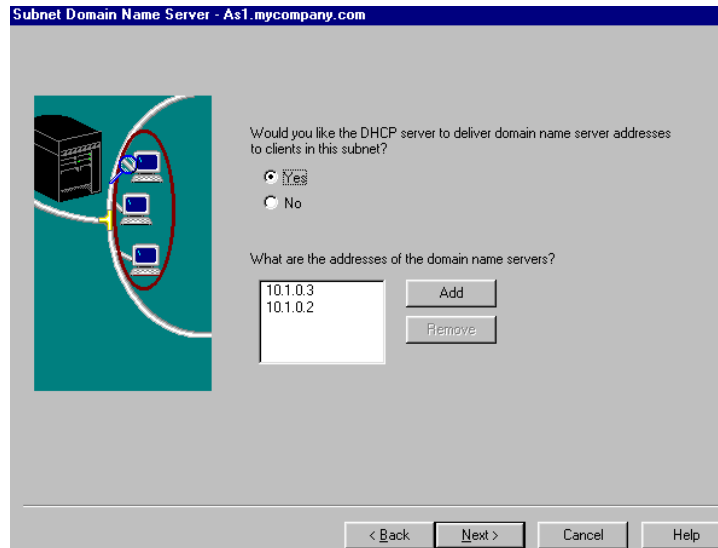 Subnet Domain Name Server - As1.mycompany.com
Would you like the DHCP server to deliver domain name server addresses
to clients in this subnet?
Yes
No
What are the addresses of the domain name servers?
10.1.0.3
10.1.0.2
Add
Remove
< Back
Next >
Cancel
Help